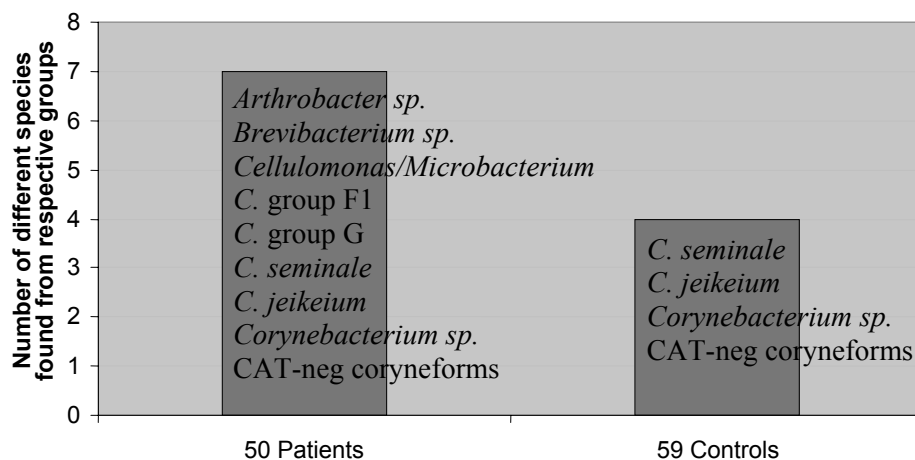 Number of different species
found from respective groups
8
7
6
5
4
3
2
1
0
Arthrobacter sp.
Brevibacterium sp.
Cellulomonas/Microbacterium
C. group F1
C. group G
C. seminale
C. jeikeium
Corynebacterium sp.
CAT-neg coryneforms
C. seminale
C. jeikeium
Corynebacterium sp.
CAT-neg coryneforms
50 Patients
59 Controls